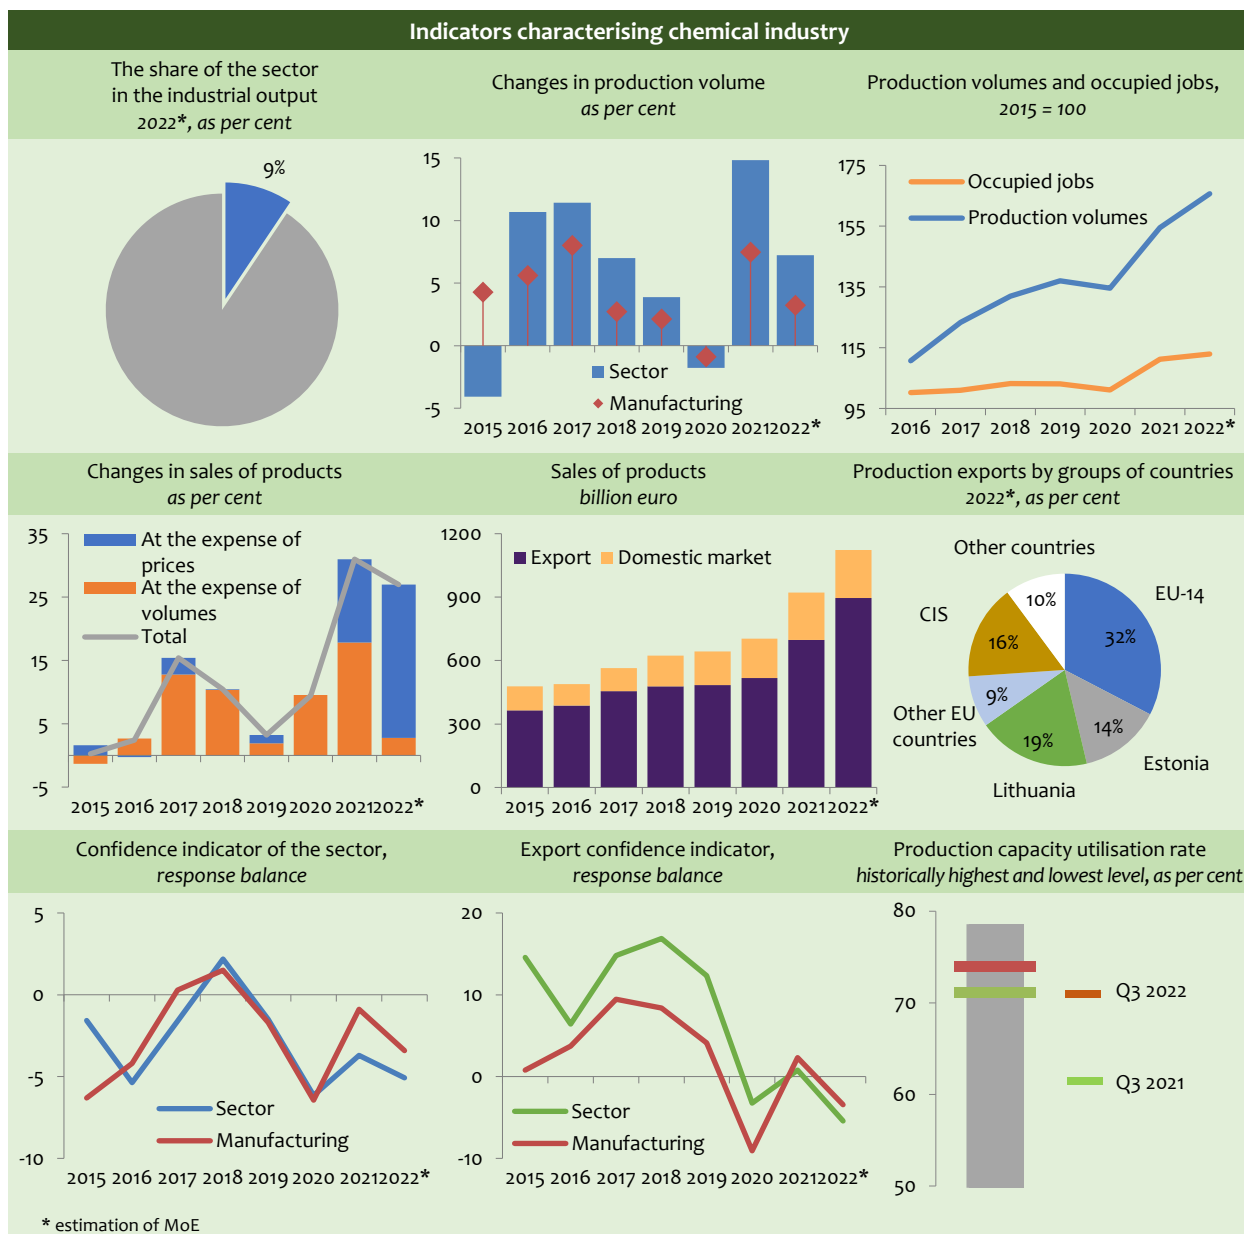 Indicators characterising chemical industry
The share of the sector
in the industrial output
2022*, as per cent
9%
Changes in production volume
as per cent
15
10
5
0
-5
Sector
Manufacturing
2015 2016 2017 2018 2019 2020 2021 2022*
Production volumes and occupied jobs,
2015 = 100
175
155
135
115
95
Occupied jobs
Production volumes
2016 2017 2018 2019 2020 2021 2022*
Changes in sales of products
as per cent
35
25
15
5
-5
At the expense of
prices
At the expense of
volumes
Total
2015 2016 2017 2018 2019 2020 2021 2022*
Sales of products
billion euro
1200
900
600
300
0
Export
Domestic market
2015 2016 2017 2018 2019 2020 2021 2022*
Production exports by groups of countries
2022*, as per cent
Other countries
10%
EU-14
32%
CIS
16%
9%
Other EU
countries
19%
14%
Estonia
Lithuania
Confidence indicator of the sector,
response balance
5
0
-5
-10
Sector
Manufacturing
2015 2016 2017 2018 2019 2020 2021 2022*
Export confidence indicator,
response balance
20
10
0
-10
Sector
Manufacturing
2015 2016 2017 2018 2019 2020 2021 2022*
Production capacity utilisation rate
historically highest and lowest level, as per cent
80
70
60
50
Q3 2022
Q3 2021
* estimation of MoE